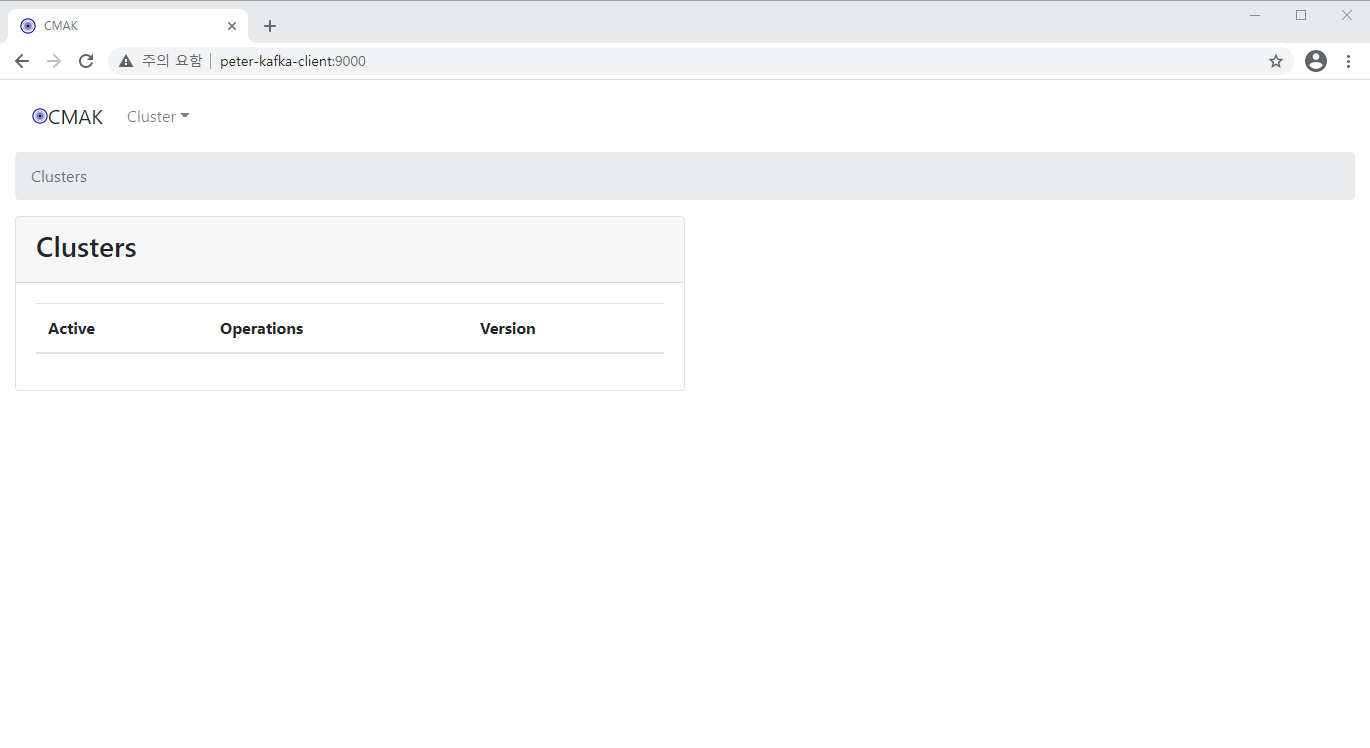 CMAK
주의 요함 peter-kafka-client:9000
CMAK Cluster
Clusters
Clusters
Active Operations Version